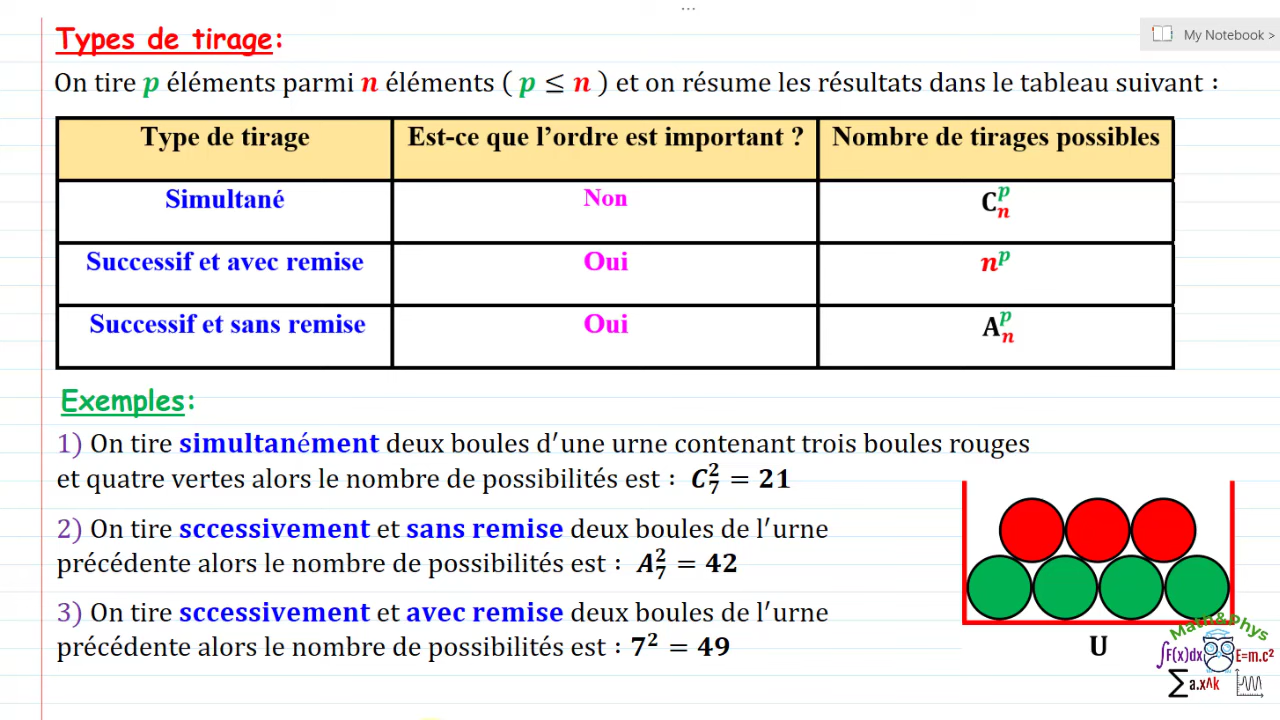 ...
My Notebook >
Types de tirage:
On tire p éléments parmi n éléments ( p ≤ n ) et on résume les résultats dans le tableau suivant :
Type de tirage Est-ce que l’ordre est important ? Nombre de tirages possibles
Simultané Non C_n^p
Successif et avec remise Oui n^p
Successif et sans remise Oui A_n^p
Exemples:
1) On tire simultanément deux boules d′une urne contenant trois boules rouges
et quatre vertes alors le nombre de possibilités est : C_7^2 = 21
2) On tire sccessivement et sans remise deux boules de l′urne
précédente alors le nombre de possibilités est : A_7^2 = 42
3) On tire sccessivement et avec remise deux boules de l′urne
précédente alors le nombre de possibilités est : 7^2 = 49
U
Math&Phys
∫F(x)dx E=m.c²
∑a.x^k